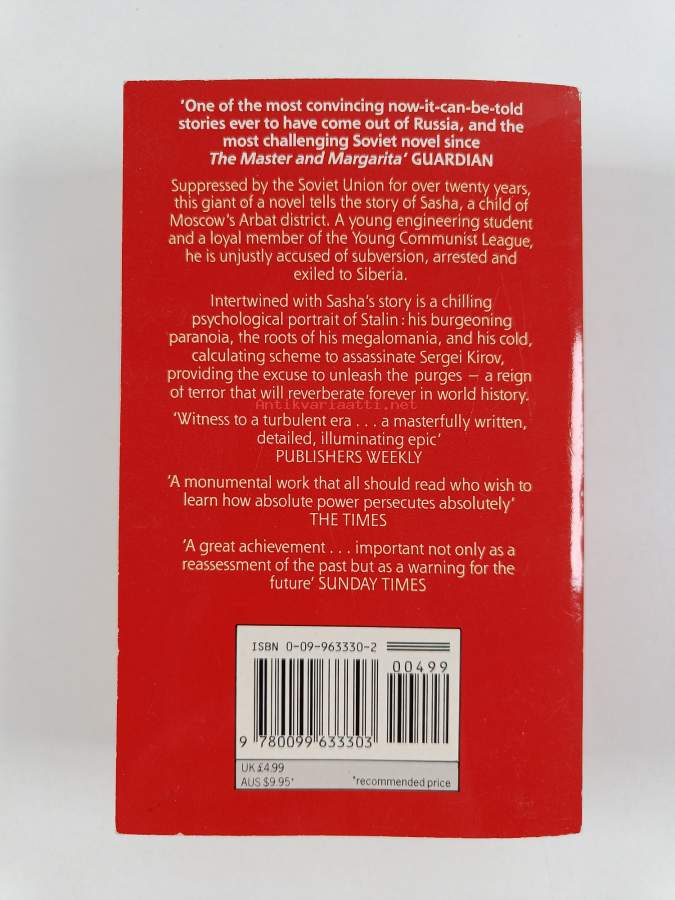 'One of the most convincing now-it-can-be-told
stories ever to have come out of Russia, and the
most challenging Soviet novel since
The Master and Margarita' GUARDIAN
Suppressed by the Soviet Union for over twenty years,
this giant of a novel tells the story of Sasha, a child of
Moscow's Arbat district. A young engineering student
and a loyal member of the Young Communist League,
he is unjustly accused of subversion, arrested and
exiled to Siberia.
Intertwined with Sasha's story is a chilling
psychological portrait of Stalin: his burgeoning
paranoia, the roots of his megalomania, and his cold,
calculating scheme to assassinate Sergei Kirov,
providing the excuse to unleash the purges – a reign
of terror that will reverberate forever in world history.
Antikvariaatti.net
'Witness to a turbulent era . . . a masterfully written,
detailed, illuminating epic'
PUBLISHERS WEEKLY
'A monumental work that all should read who wish to
learn how absolute power persecutes absolutely'
THE TIMES
'A great achievement . . . important not only as a
reassessment of the past but as a warning for the
future' SUNDAY TIMES
ISBN 0-09-963330-2
00499
9 780099 633303
UK £4.99
AUS $9.95*
*recommended price